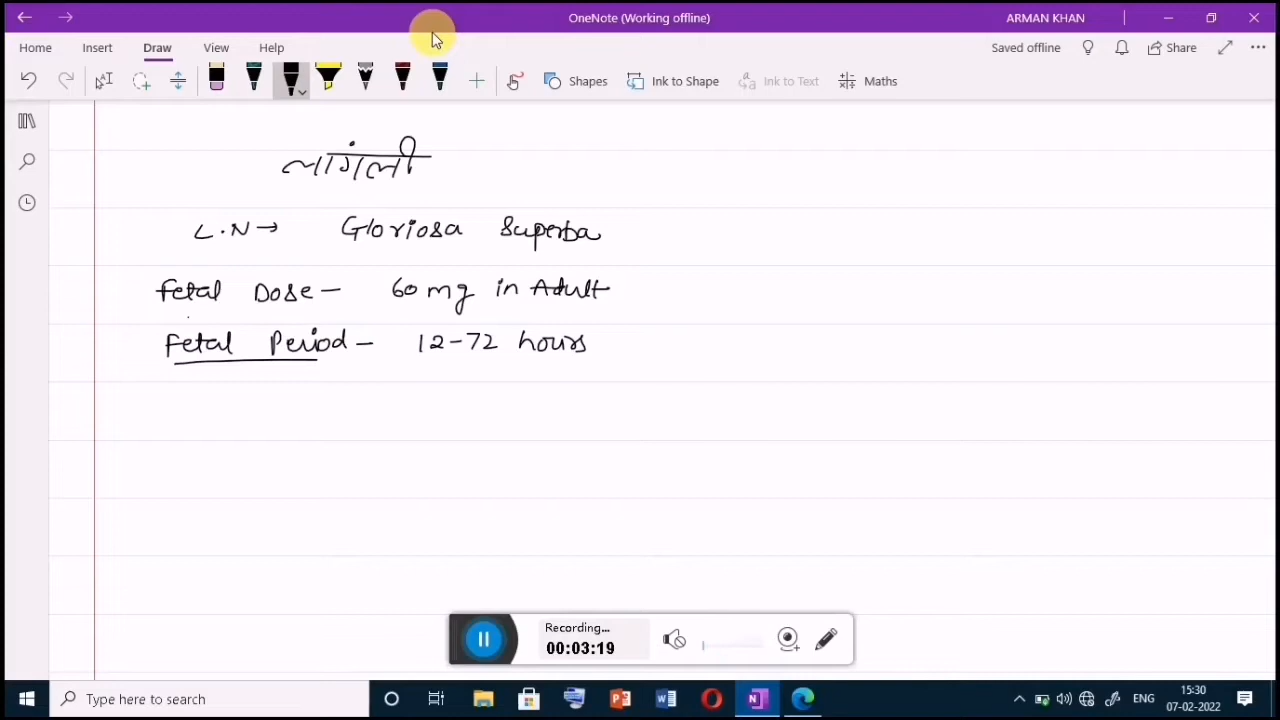 OneNote (Working offline)
ARMAN KHAN
Home Insert Draw View Help
Saved offline
Share
Shapes
Ink to Shape
Ink to Text
Maths
लांगली
L.N→ Gloriosa Superba
Fetal Dose - 60 mg in Adult
Fetal Period - 12-72 hours
Recording...
00:03:19
Type here to search
ENG
15:30
07-02-2022